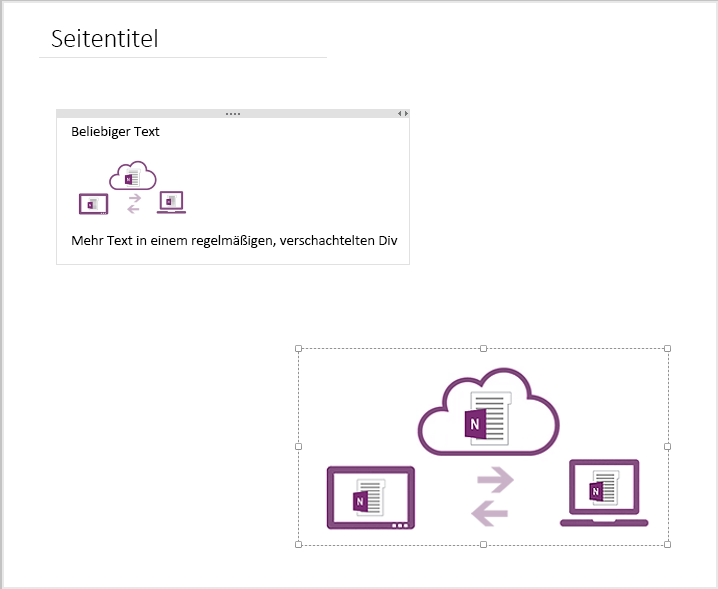 Seitentitel
Beliebiger Text
N
Mehr Text in einem regelmäßigen, verschachtelten Div
N
N
N